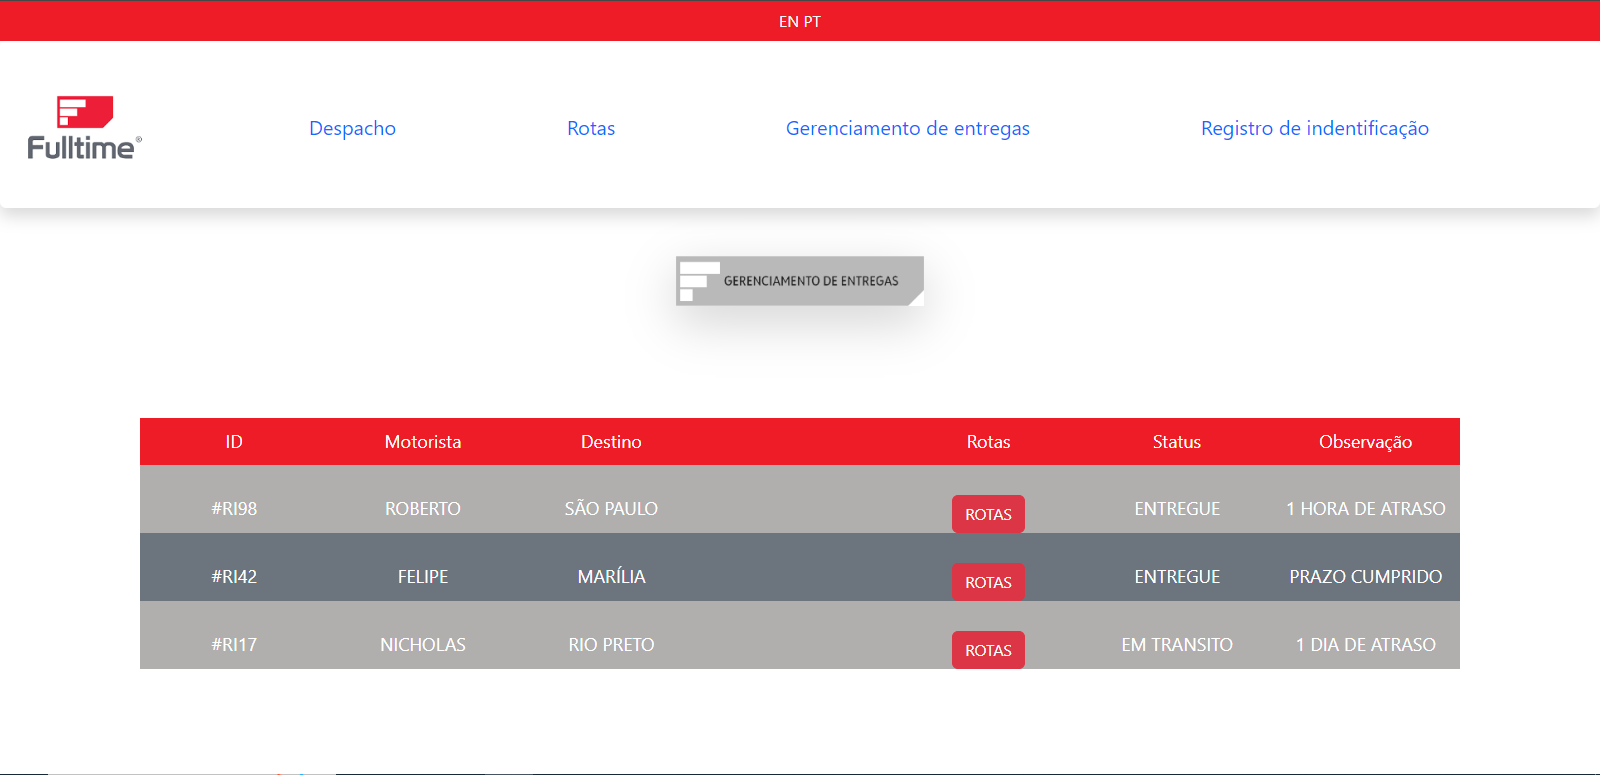 EN PT
Fulltime®
Despacho Rotas Gerenciamento de entregas Registro de indentificação
GERENCIAMENTO DE ENTREGAS
ID Motorista Destino Rotas Status Observação
#RI98 ROBERTO SÃO PAULO ROTAS ENTREGUE 1 HORA DE ATRASO
#RI42 FELIPE MARÍLIA ROTAS ENTREGUE PRAZO CUMPRIDO
#RI17 NICHOLAS RIO PRETO ROTAS EM TRANSITO 1 DIA DE ATRASO